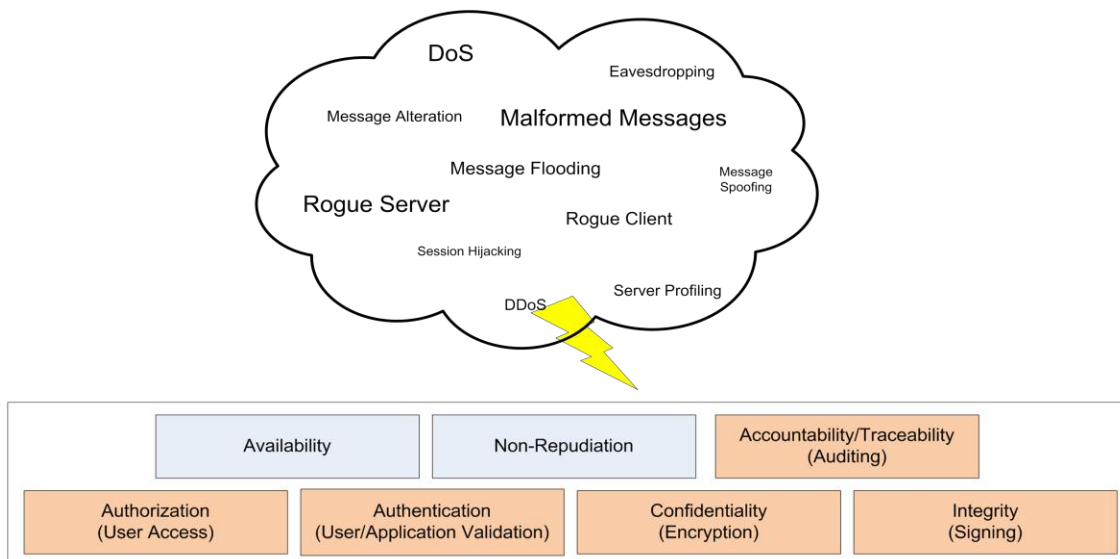 DoS
Eavesdropping
Message Alteration
Malformed Messages
Message Flooding
Message
Spoofing
Rogue Server
Rogue Client
Session Hijacking
Server Profiling
DDoS
Availability
Non-Repudiation
Accountability/Traceability
(Auditing)
Authorization
(User Access)
Authentication
(User/Application Validation)
Confidentiality
(Encryption)
Integrity
(Signing)